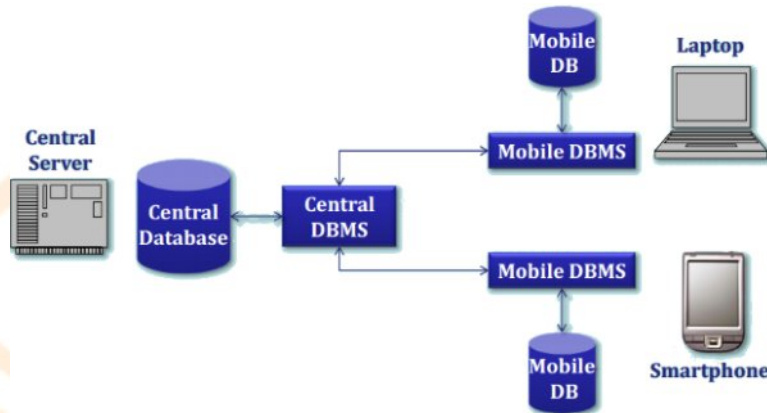 Mobile
DB
Laptop
Central
Server
Mobile DBMS
Central
Database
Central
DBMS
Mobile DBMS
Mobile
DB
Smartphone